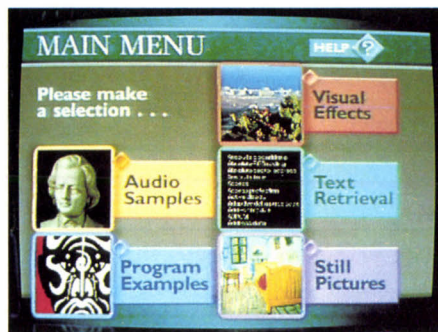 MAIN MENU
HELP ?
Please make
a selection . . .
Visual
Effects
Audio
Samples
Text
Retrieval
Program
Examples
Still
Pictures